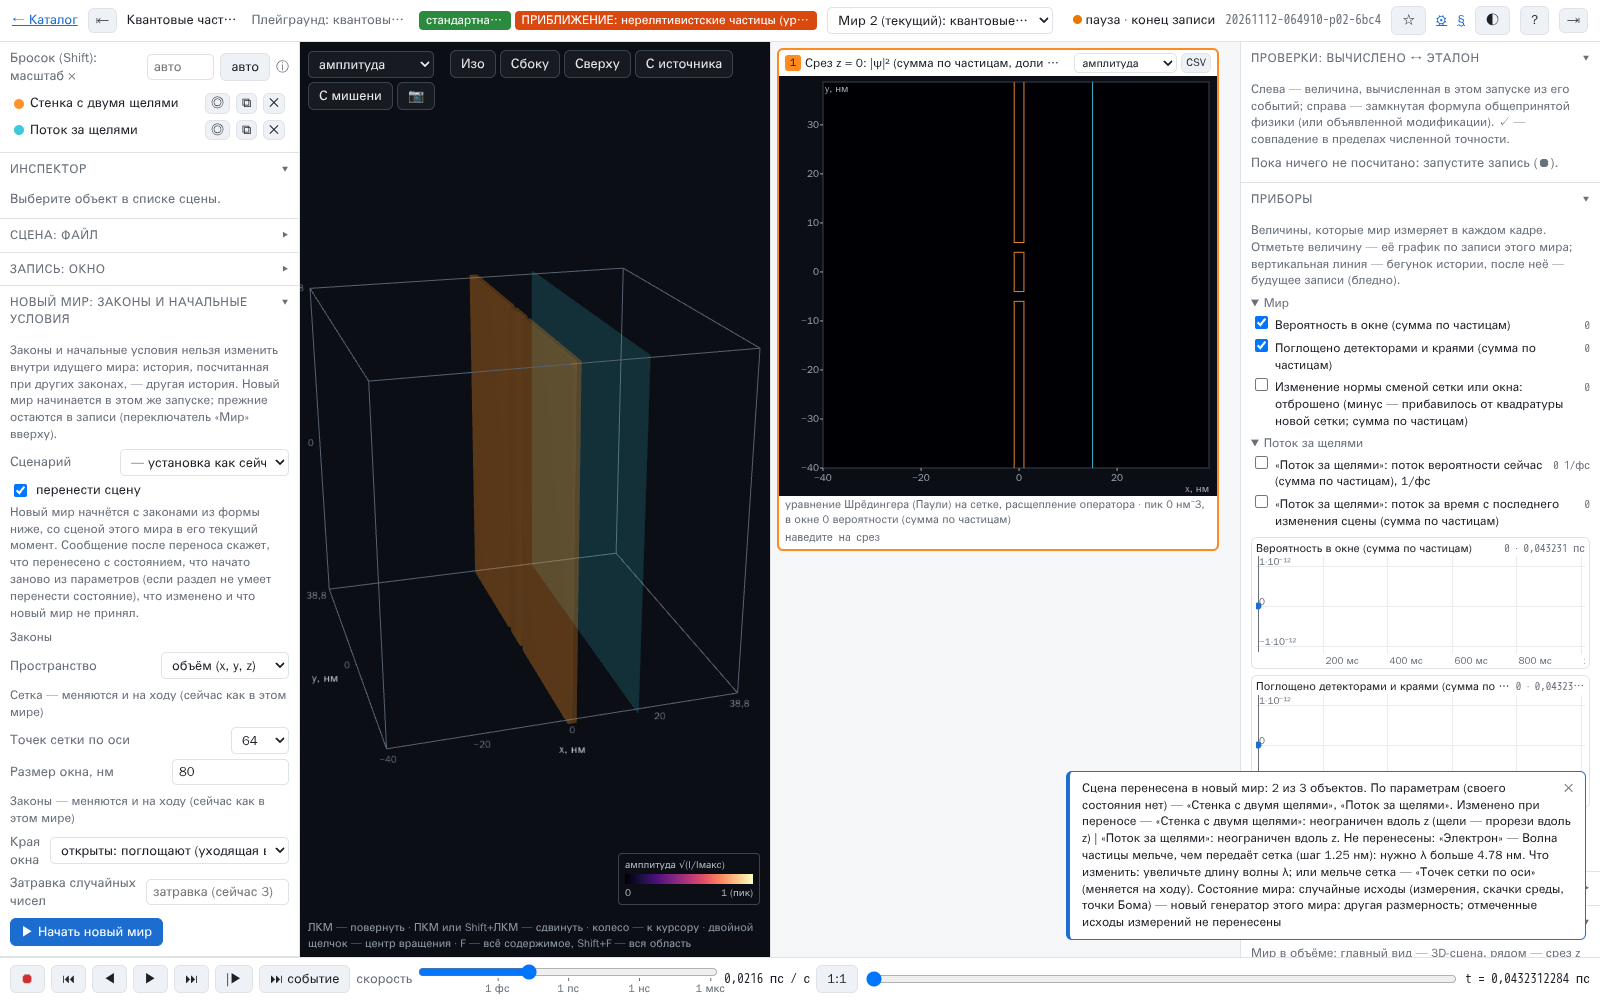 ← Каталог
Квантовые част⋯
Плейграунд: квантовы⋯
стандартна⋯
ПРИБЛИЖЕНИЕ: нерелятивистские частицы (ур⋯
Мир 2 (текущий): квантовые⋯
пауза · конец записи
20261112-064910-p02-6bc4
Бросок (Shift):
масштаб ×
авто
авто
Стенка с двумя щелями
Поток за щелями
ИНСПЕКТОР
Выберите объект в списке сцены.
СЦЕНА: ФАЙЛ
ЗАПИСЬ: ОКНО
НОВЫЙ МИР: ЗАКОНЫ И НАЧАЛЬНЫЕ
УСЛОВИЯ
Законы и начальные условия нельзя изменить
внутри идущего мира: история, посчитанная
при других законах, — другая история. Новый
мир начинается в этом же запуске; прежние
остаются в записи (переключатель «Мир»
вверху).
Сценарий
— установка как сейч
перенести сцену
Новый мир начнётся с законами из формы
ниже, со сценой этого мира в его текущий
момент. Сообщение после переноса скажет,
что перенесено с состоянием, что начато
заново из параметров (если раздел не умеет
перенести состояние), что изменено и что
новый мир не принял.
Законы
Пространство
объём (x, y, z)
Сетка — меняются и на ходу (сейчас как в этом
мире)
Точек сетки по оси
64
Размер окна, нм
80
Законы — меняются и на ходу (сейчас как в
этом мире)
Края
окна
открыты: поглощают (уходящая в
Затравка случайных
чисел
затравка (сейчас 3)
▶ Начать новый мир
амплитуда
Изо
Сбоку
Сверху
С источника
С мишени
0
38,8
0
y, нм
−40
−20
0
20
38,8
x, нм
амплитуда √(I/Iмакс)
0
1 (пик)
ЛКМ — повернуть · ПКМ или Shift+ЛКМ — сдвинуть · колесо — к курсору · двойной
щелчок — центр вращения · F — всё содержимое, Shift+F — вся область
1
Срез z = 0: |ψ|² (сумма по частицам, доли ⋯
амплитуда
CSV
y, нм
30
20
10
0
−10
−20
−30
−40
−40
−20
0
20
x, нм
уравнение Шрёдингера (Паули) на сетке, расщепление оператора · пик 0 нм⁻3,
в окне 0 вероятности (сумма по частицам)
наведите на срез
ПРОВЕРКИ: ВЫЧИСЛЕНО ↔ ЭТАЛОН
Слева — величина, вычисленная в этом запуске из его
событий; справа — замкнутая формула общепринятой
физики (или объявленной модификации). ✓ —
совпадение в пределах численной точности.
Пока ничего не посчитано: запустите запись (⏺).
ПРИБОРЫ
Величины, которые мир измеряет в каждом кадре.
Отметьте величину — её график по записи этого мира;
вертикальная линия — бегунок истории, после неё —
будущее записи (бледно).
▼ Мир
Вероятность в окне (сумма по частицам)
0
Поглощено детекторами и краями (сумма по
частицам)
0
Изменение нормы сменой сетки или окна:
отброшено (минус — прибавилось от квадратуры
новой сетки; сумма по частицам)
0
▼ Поток за щелями
«Поток за щелями»: поток вероятности сейчас
(сумма по частицам), 1/фс
0 1/фс
«Поток за щелями»: поток за время с последнего
изменения сцены (сумма по частицам)
0
Вероятность в окне (сумма по частицам)
0 · 0,043231 пс
1·10⁻¹²
0
−1·10⁻¹²
200 мс
400 мс
600 мс
800 мс
Поглощено детекторами и краями (сумма по ⋯
0 · 0,04323⋯
1·10⁻¹²
0
Сцена перенесена в новый мир: 2 из 3 объектов. По параметрам (своего
состояния нет) — «Стенка с двумя щелями», «Поток за щелями». Изменено при
переносе — «Стенка с двумя щелями»: неограничен вдоль z (щели — прорези вдоль
z) | «Поток за щелями»: неограничен вдоль z. Не перенесены: «Электрон» — Волна
частицы мельче, чем передаёт сетка (шаг 1.25 нм): нужно λ больше 4.78 нм. Что
изменить: увеличьте длину волны λ; или мельче сетка — «Точек сетки по оси»
(меняется на ходу). Состояние мира: случайные исходы (измерения, скачки среды,
точки Бома) — новый генератор этого мира: другая размерность; отмеченные
исходы измерений не перенесены
Мир в объёме: главный вид — 3D-сцена, рядом — срез z
⏭ событие
скорость
1 фс
1 пс
1 нс
1 мкс
0,0216 пс / с
1:1
t = 0,0432312284 пс